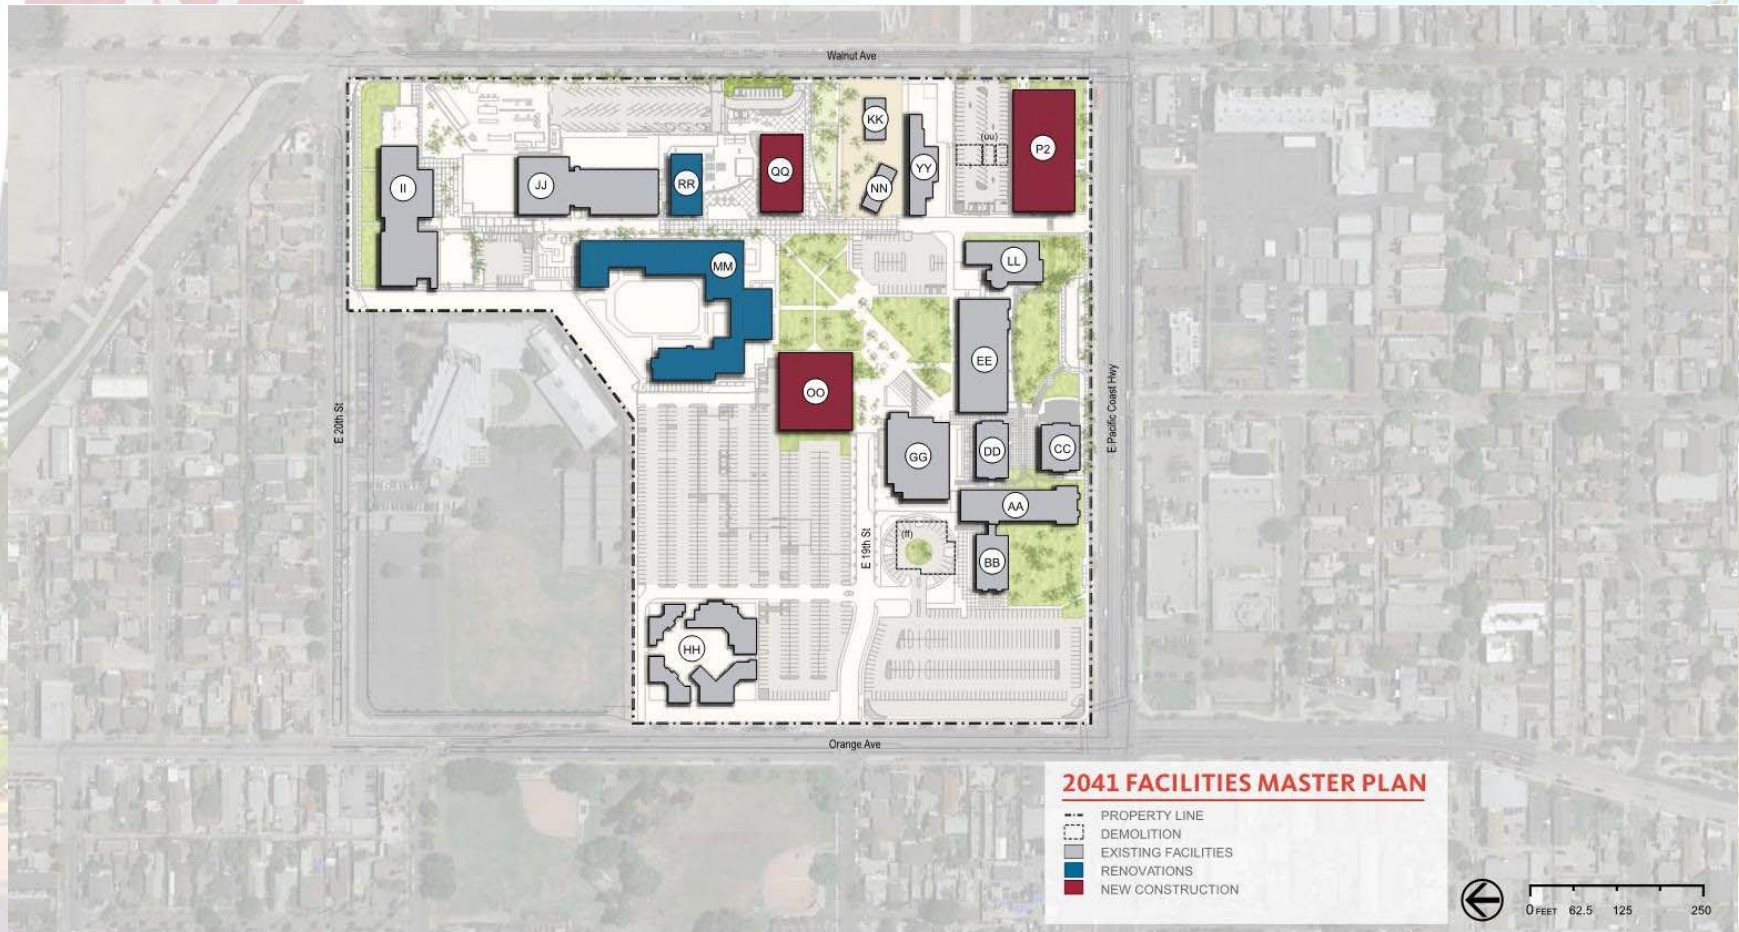 Walnut Ave
KK
(uu)
P2
YY
QQ
RR
JJ
II
NN
LL
MM
EE
E Pacific Coast Hwy
OO
E 20th St
CC
DD
GG
AA
(ff)
E 19th St
BB
HH
Orange Ave
2041 FACILITIES MASTER PLAN
PROPERTY LINE
DEMOLITION
EXISTING FACILITIES
RENOVATIONS
NEW CONSTRUCTION
0 FEET 62.5 125 250